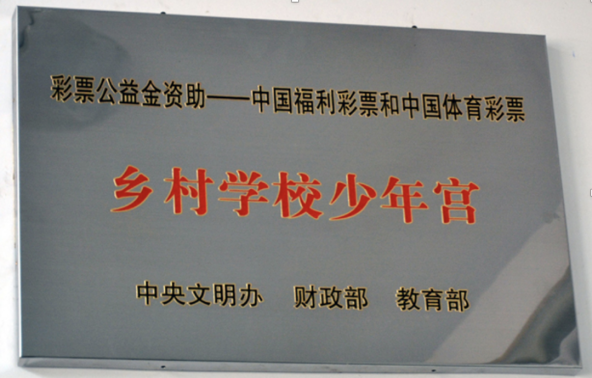 彩票公益金资助——中国福利彩票和中国体育彩票
乡村学校少年宫
中央文明办 财政部 教育部